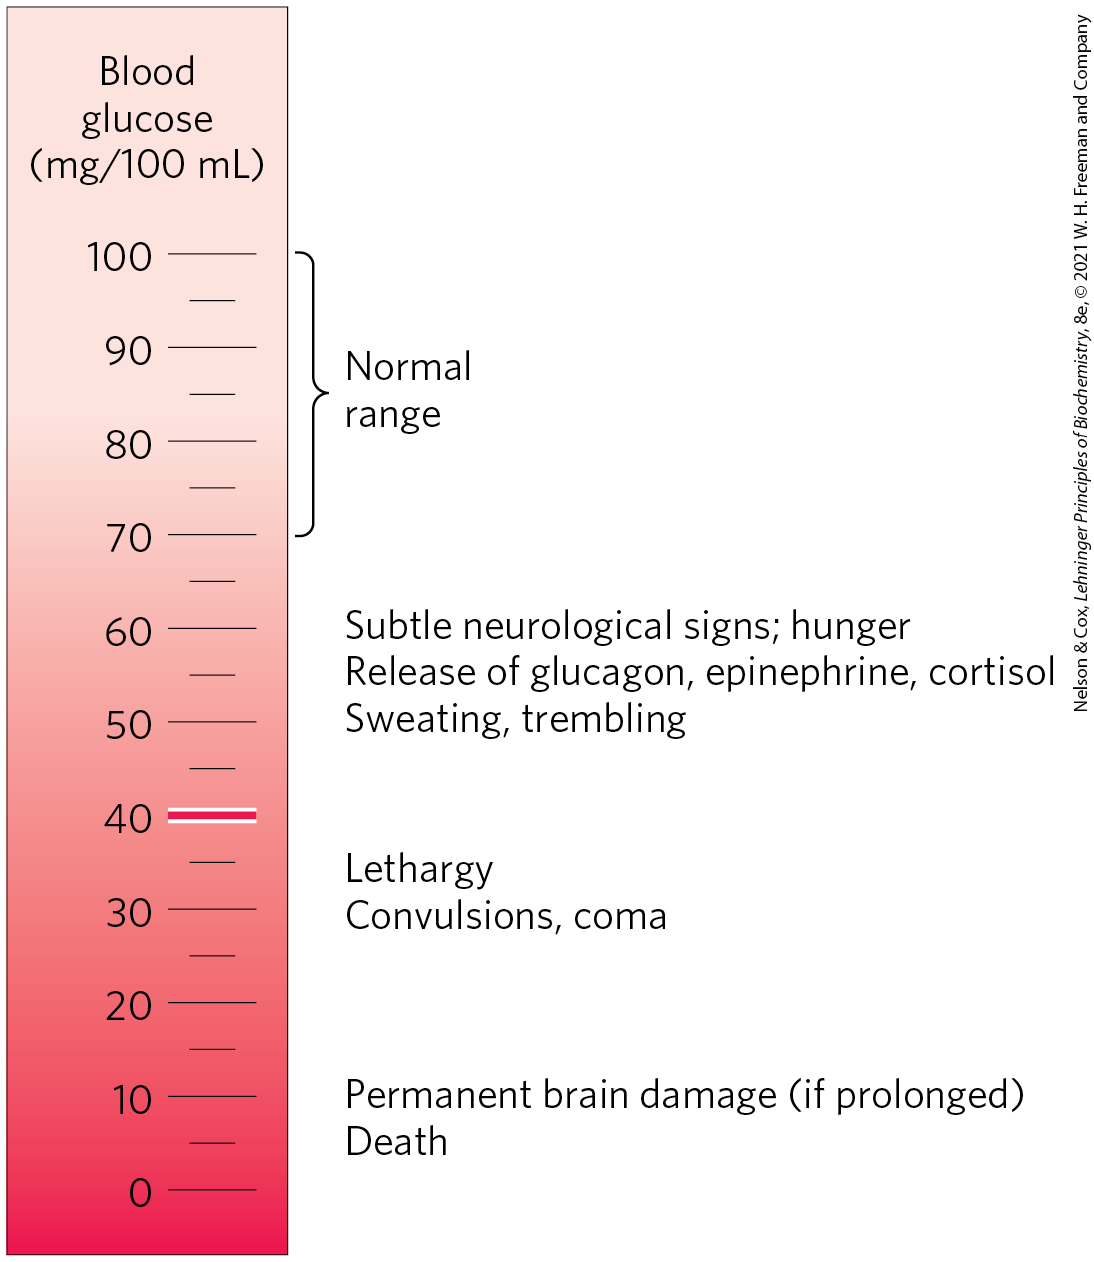 Blood
glucose
(mg/100 mL)
100
90
80
70
60
50
40
30
20
10
0
Normal
range
Subtle neurological signs; hunger
Release of glucagon, epinephrine, cortisol
Sweating, trembling
Lethargy
Convulsions, coma
Permanent brain damage (if prolonged)
Death
Nelson & Cox, Lehninger Principles of Biochemistry, 8e, © 2021 W. H. Freeman and Company